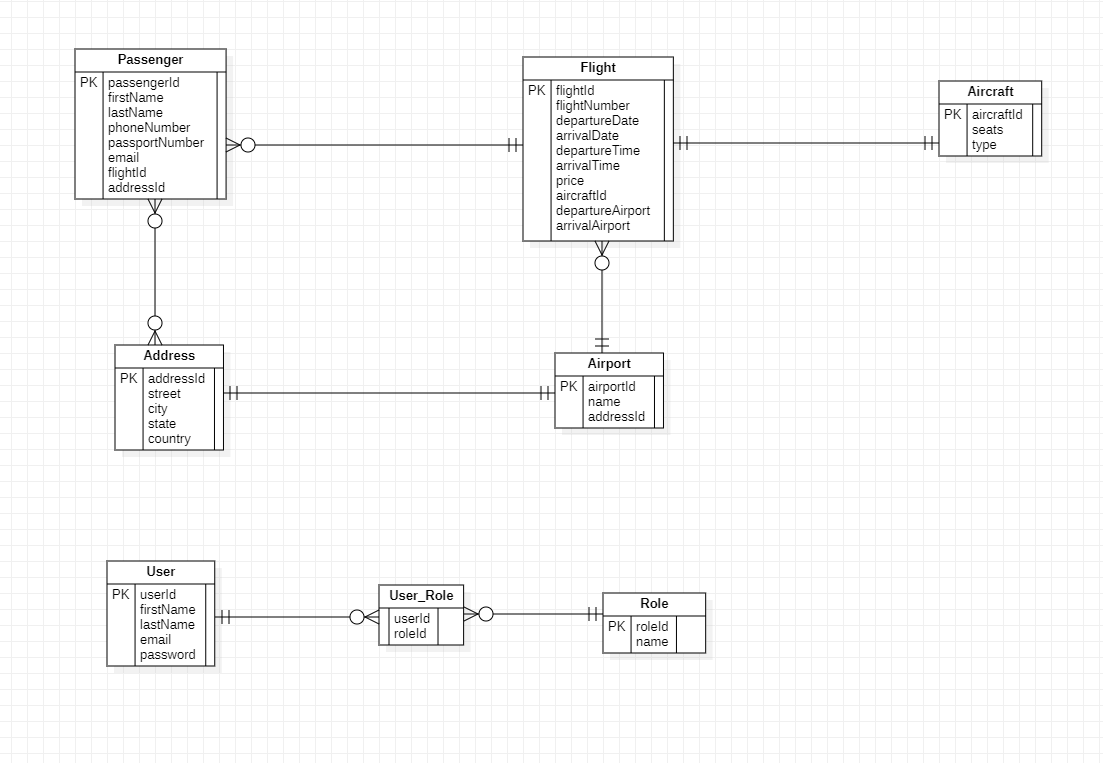 Passenger
PK passengerId
firstName
lastName
phoneNumber
passportNumber
email
flightId
addressId
Flight
PK flightId
flightNumber
departureDate
arrivalDate
departureTime
arrivalTime
price
aircraftId
departureAirport
arrivalAirport
Aircraft
PK aircraftId
seats
type
Address
PK addressId
street
city
state
country
Airport
PK airportId
name
addressId
User
PK userId
firstName
lastName
email
password
User_Role
userId
roleId
Role
PK roleId
name